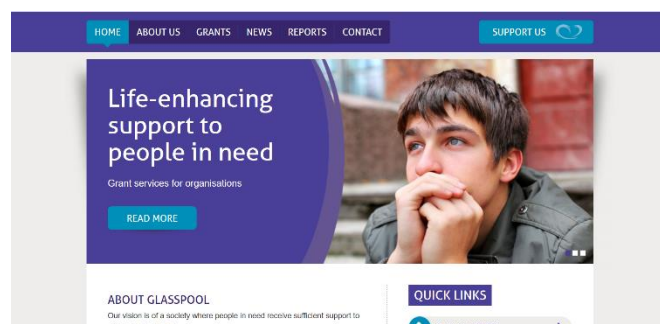 HOME ABOUT US GRANTS NEWS REPORTS CONTACT SUPPORT US
Life-enhancing
support to
people in need
Grant services for organisations
READ MORE
ABOUT GLASSPOOL
Our vision is of a society where people in need receive sufficient support to
QUICK LINKS